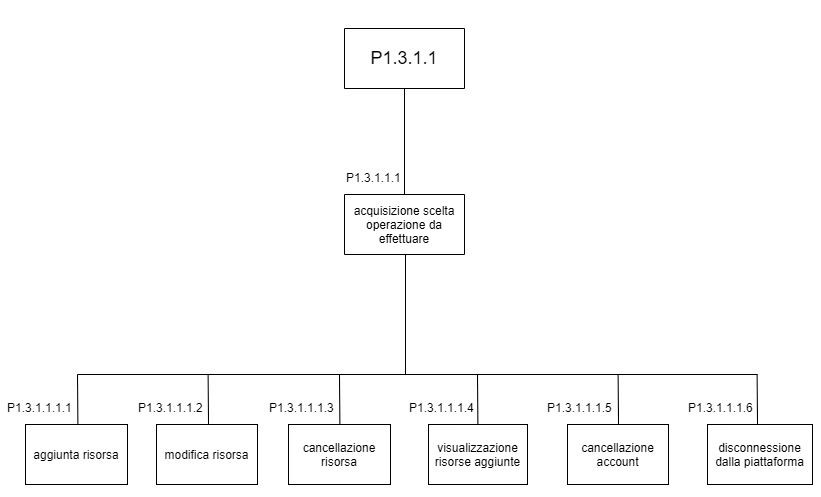 P1.3.1.1
P1.3.1.1.1
acquisizione scelta
operazione da
effettuare
P1.3.1.1.1.1
P1.3.1.1.1.2
P1.3.1.1.1.3
P1.3.1.1.1.4
P1.3.1.1.1.5
P1.3.1.1.1.6
aggiunta risorsa
modifica risorsa
cancellazione
risorsa
visualizzazione
risorse aggiunte
cancellazione
account
disconnessione
dalla piattaforma